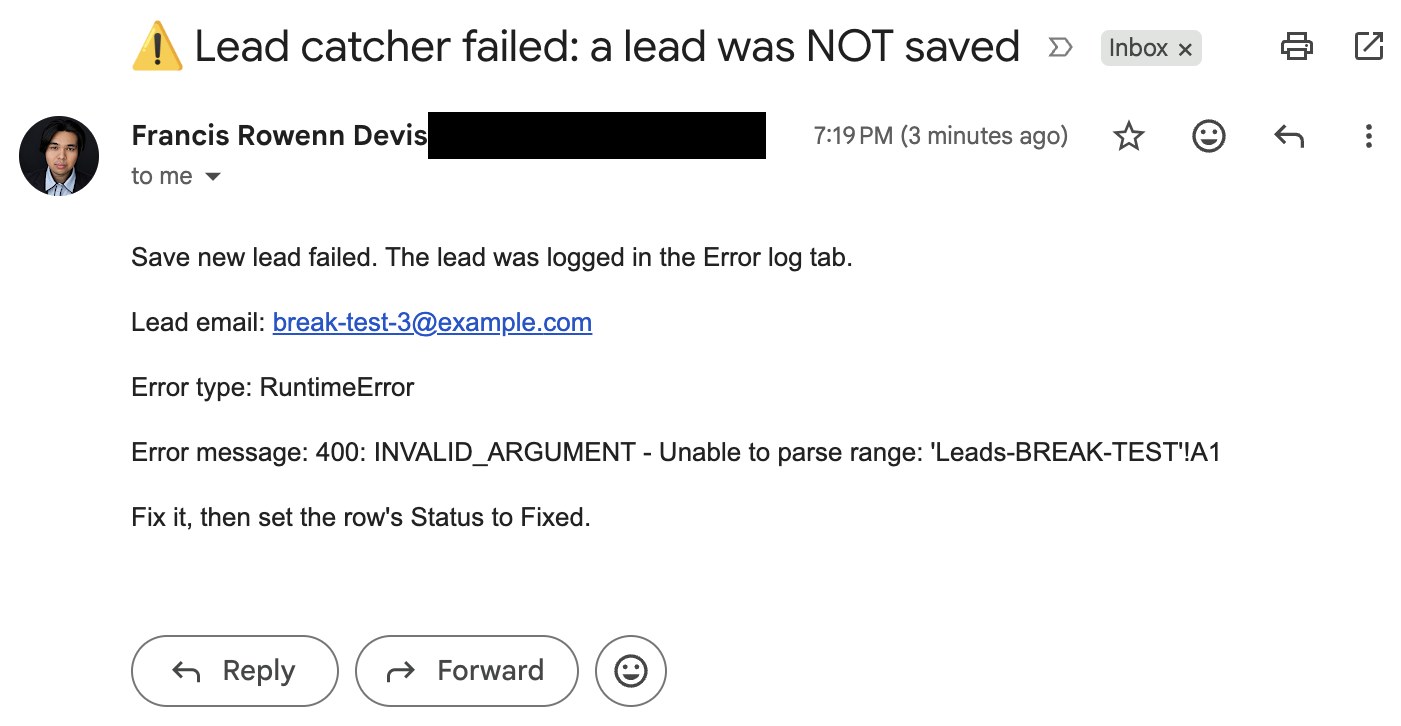 ⚠️ Lead catcher failed: a lead was NOT saved
Inbox ×
Francis Rowenn Devis
7:19 PM (3 minutes ago)
to me
Save new lead failed. The lead was logged in the Error log tab.
Lead email: break-test-3@example.com
Error type: RuntimeError
Error message: 400: INVALID_ARGUMENT - Unable to parse range: 'Leads-BREAK-TEST'!A1
Fix it, then set the row's Status to Fixed.
Reply
Forward